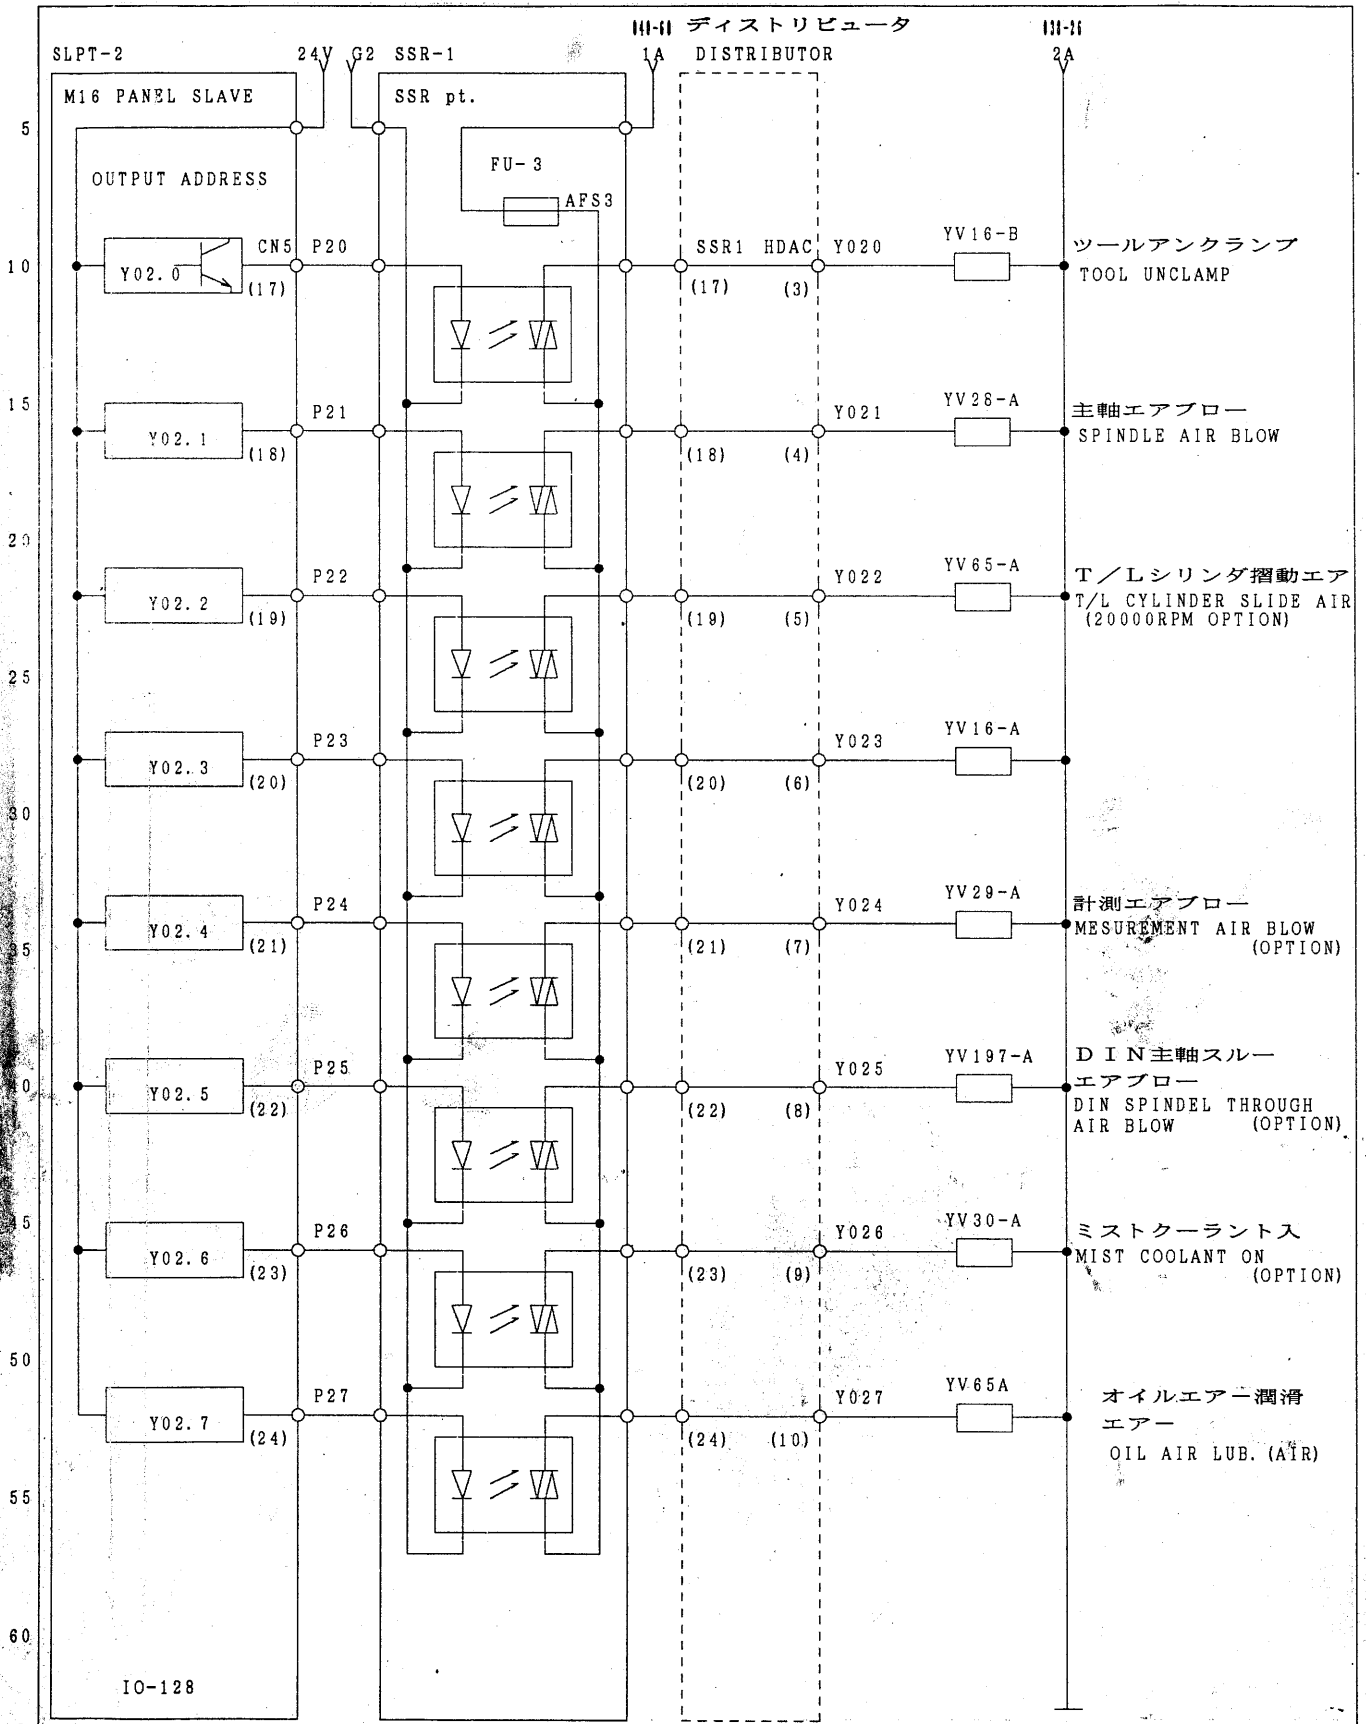 ディストリビュータ
SLPT-2 24V G2 SSR-1 1A DISTRIBUTOR 2A
M16 PANEL SLAVE SSR pt.
5
FU-3
OUTPUT ADDRESS AFS3
CN5 P20 SSR1 HDAC Y020 YV16-B ツールアンクランプ
10 Y02.0 TOOL UNCLAMP
(17) (17) (3)
15 P21 Y021 YV28-A 主軸エアブロー
Y02.1 SPINDLE AIR BLOW
(18) (18) (4)
20
P22 Y022 YV65-A T/Lシリンダ摺動エア
Y02.2 T/L CYLINDER SLIDE AIR
(19) (19) (5) (20000RPM OPTION)
25
P23 Y023 YV16-A
Y02.3
(20) (20) (6)
30
P24 Y024 YV29-A 計測エアブロー
Y02.4 MESUREMENT AIR BLOW
5 (21) (21) (7) (OPTION)
P25 Y025 YV197-A DIN主軸スルー
0 Y02.5 エアブロー
(22) (22) (8) DIN SPINDEL THROUGH
AIR BLOW (OPTION)
45 P26 Y026 YV30-A ミストクーラント入
Y02.6 MIST COOLANT ON
(23) (23) (9) (OPTION)
50
P27 Y027 YV65A オイルエアー潤滑
Y02.7 エアー
(24) (24) (10) OIL AIR LUB.(AIR)
55
60
IO-128